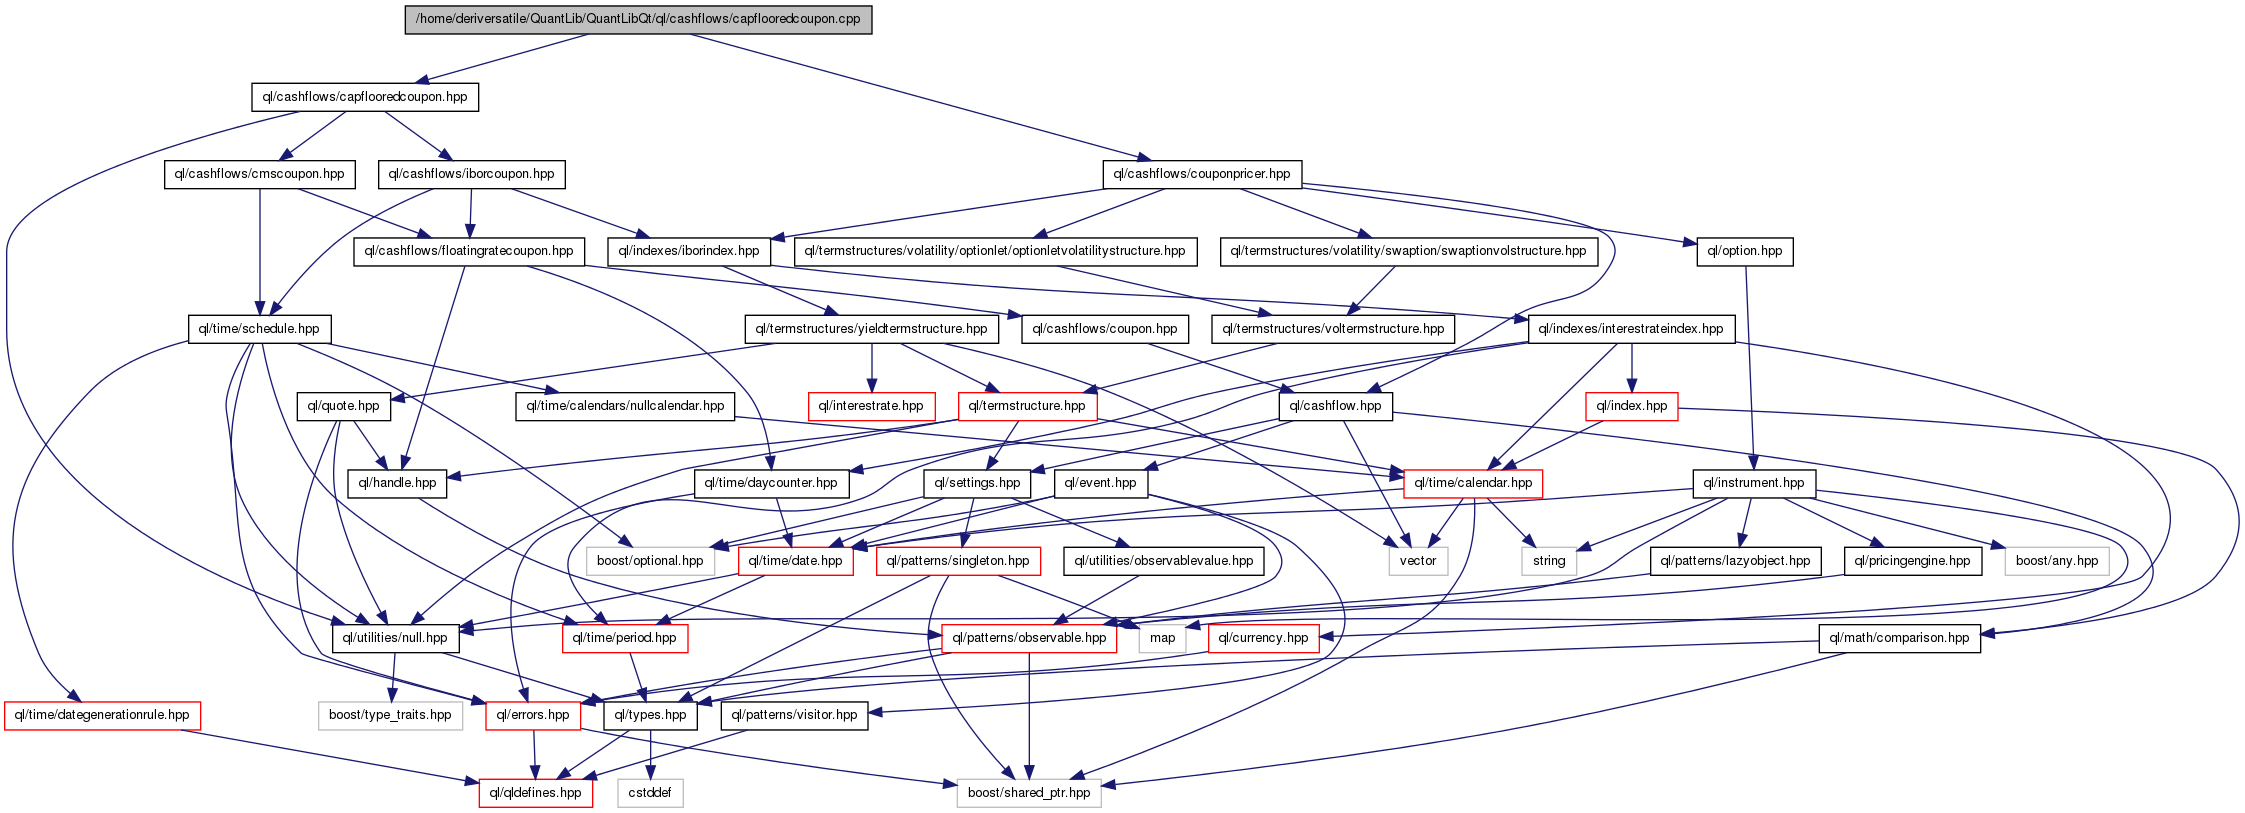 /home/deriversatile/QuantLib/QuantLibQt/ql/cashflows/capflooredcoupon.cpp
ql/cashflows/capflooredcoupon.hpp
ql/cashflows/cmscoupon.hpp
ql/cashflows/iborcoupon.hpp
ql/cashflows/couponpricer.hpp
ql/cashflows/floatingratecoupon.hpp
ql/indexes/iborindex.hpp
ql/termstructures/volatility/optionlet/optionletvolatilitystructure.hpp
ql/termstructures/volatility/swaption/swaptionvolstructure.hpp
ql/option.hpp
ql/time/schedule.hpp
ql/termstructures/yieldtermstructure.hpp
ql/cashflows/coupon.hpp
ql/termstructures/voltermstructure.hpp
ql/indexes/interestrateindex.hpp
ql/quote.hpp
ql/time/calendars/nullcalendar.hpp
ql/interestrate.hpp
ql/termstructure.hpp
ql/cashflow.hpp
ql/index.hpp
ql/handle.hpp
ql/time/daycounter.hpp
ql/settings.hpp
ql/event.hpp
ql/time/calendar.hpp
ql/instrument.hpp
boost/optional.hpp
ql/time/date.hpp
ql/patterns/singleton.hpp
ql/utilities/observablevalue.hpp
vector
string
ql/patterns/lazyobject.hpp
ql/pricingengine.hpp
boost/any.hpp
ql/utilities/null.hpp
ql/time/period.hpp
ql/patterns/observable.hpp
map
ql/currency.hpp
ql/math/comparison.hpp
ql/time/dategenerationrule.hpp
boost/type_traits.hpp
ql/errors.hpp
ql/types.hpp
ql/patterns/visitor.hpp
ql/qldefines.hpp
cstddef
boost/shared_ptr.hpp